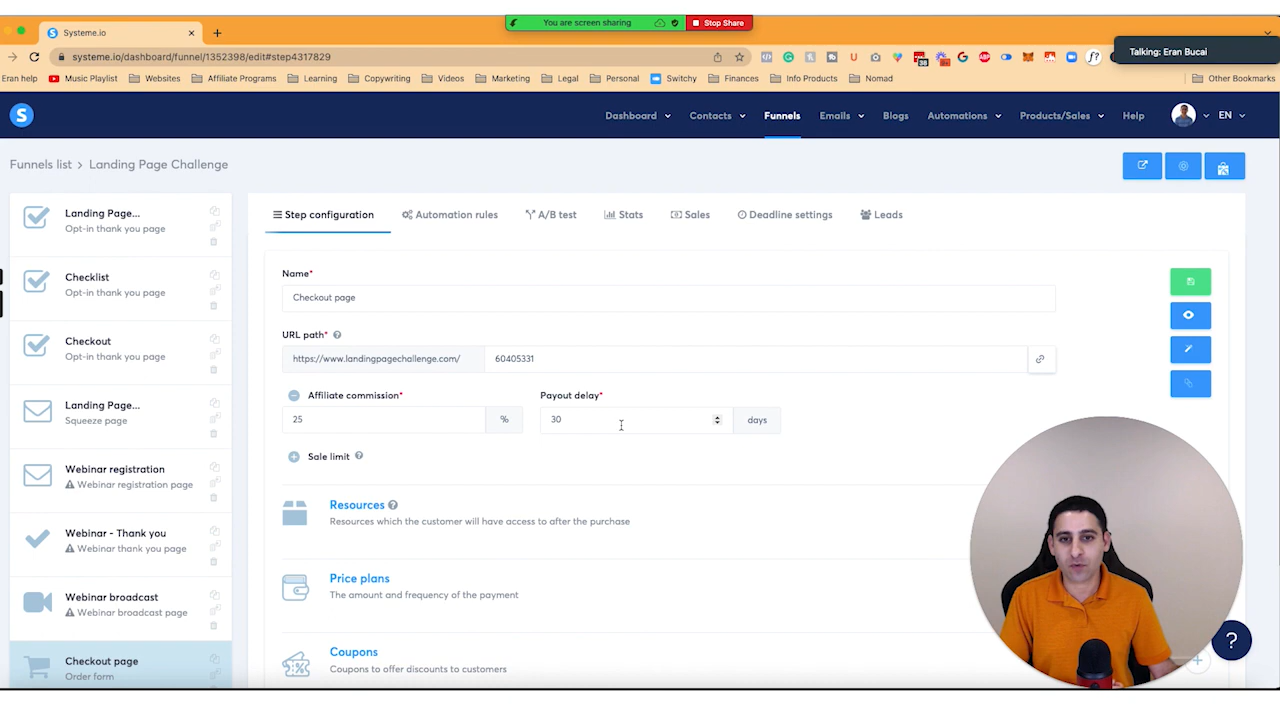 You are screen sharing
Stop Share
Systeme.io
systeme.io/dashboard/funnel/1352398/edit#step4317829
Talking: Eran Bucai
Eran help
Music Playlist
Websites
Affiliate Programs
Learning
Copywriting
Videos
Marketing
Legal
Personal
Switchy
Finances
Info Products
Nomad
Other Bookmarks
S
Dashboard
Contacts
Funnels
Emails
Blogs
Automations
Products/Sales
Help
EN
Funnels list > Landing Page Challenge
Landing Page...
Opt-in thank you page
Checklist
Opt-in thank you page
Checkout
Opt-in thank you page
Landing Page...
Squeeze page
Webinar registration
Webinar registration page
Webinar - Thank you
Webinar thank you page
Webinar broadcast
Webinar broadcast page
Checkout page
Order form
Step configuration
Automation rules
A/B test
Stats
Sales
Deadline settings
Leads
Name*
Checkout page
URL path*
https://www.landingpagechallenge.com/
60405331
Affiliate commission*
Payout delay*
25
%
30
days
Sale limit
Resources
Resources which the customer will have access to after the purchase
Price plans
The amount and frequency of the payment
Coupons
Coupons to offer discounts to customers
?